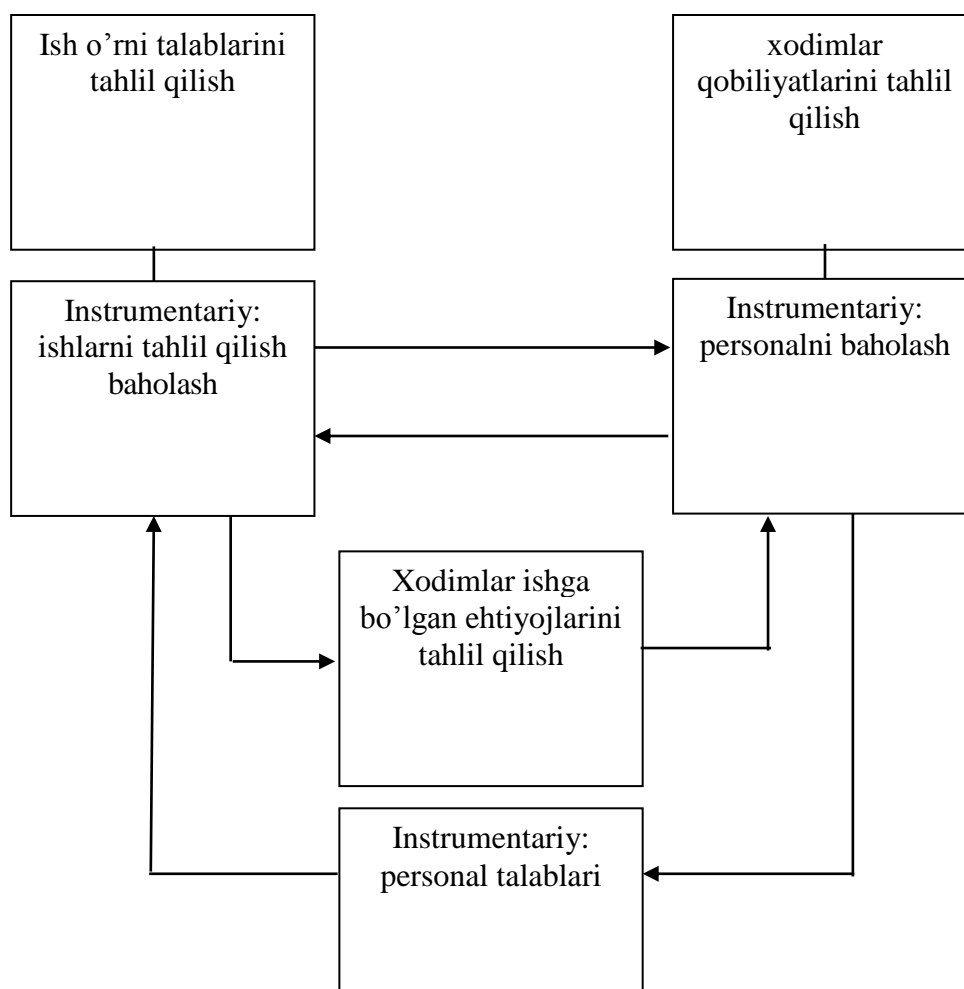 Ish o’rni talablarini
tahlil qilish
xodimlar
qobiliyatlarini tahlil
qilish
Instrumentariy:
ishlarni tahlil qilish
baholash
Instrumentariy:
personalni baholash
Xodimlar ishga
bo’lgan ehtiyojlarini
tahlil qilish
Instrumentariy:
personal talablari